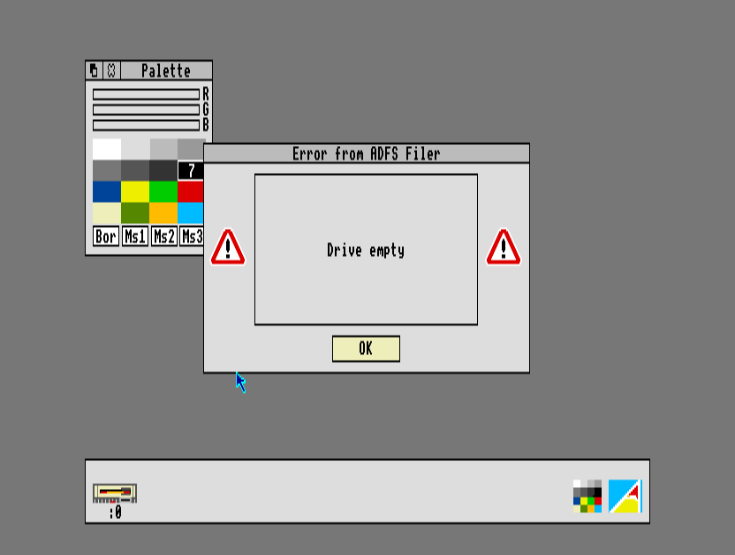 Palette
R
G
B
7
Bor Ms1 Ms2 Ms3
Error from ADFS Filer
Drive empty
OK
:0